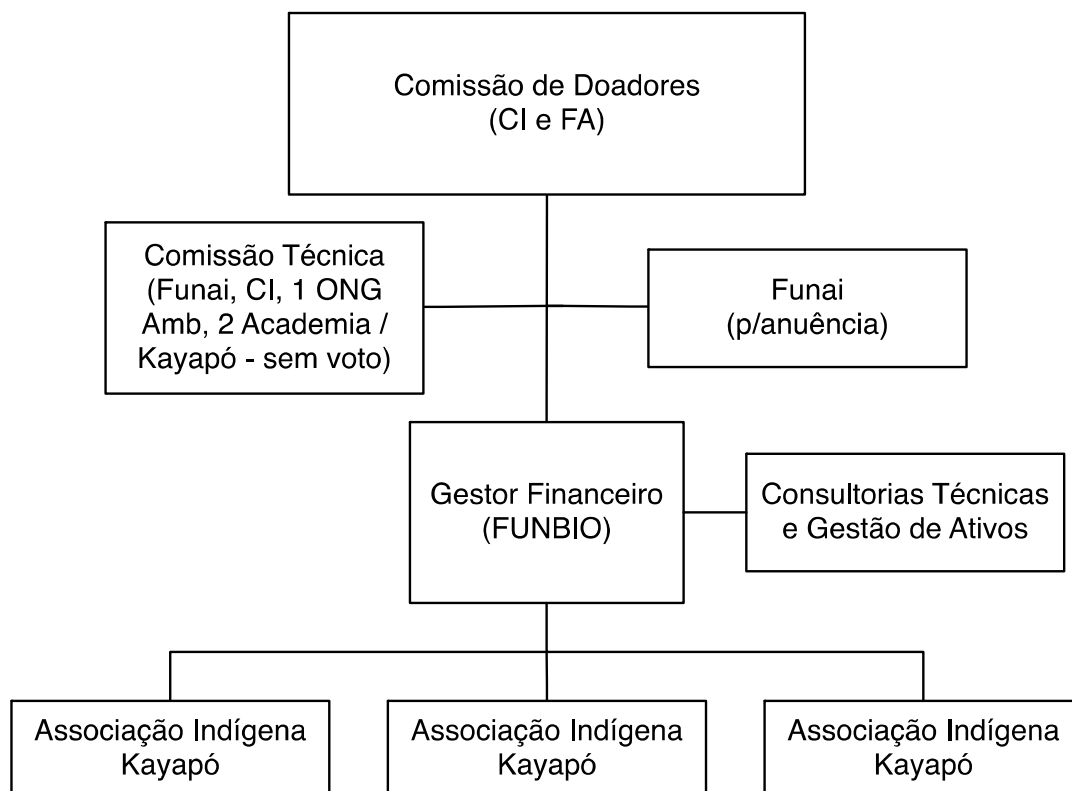 Comissão de Doadores
(CI e FA)
Comissão Técnica
(Funai, CI, 1 ONG
Amb, 2 Academia /
Kayapó - sem voto)
Funai
(p/anuência)
Gestor Financeiro
(FUNBIO)
Consultorias Técnicas
e Gestão de Ativos
Associação Indígena
Kayapó
Associação Indígena
Kayapó
Associação Indígena
Kayapó